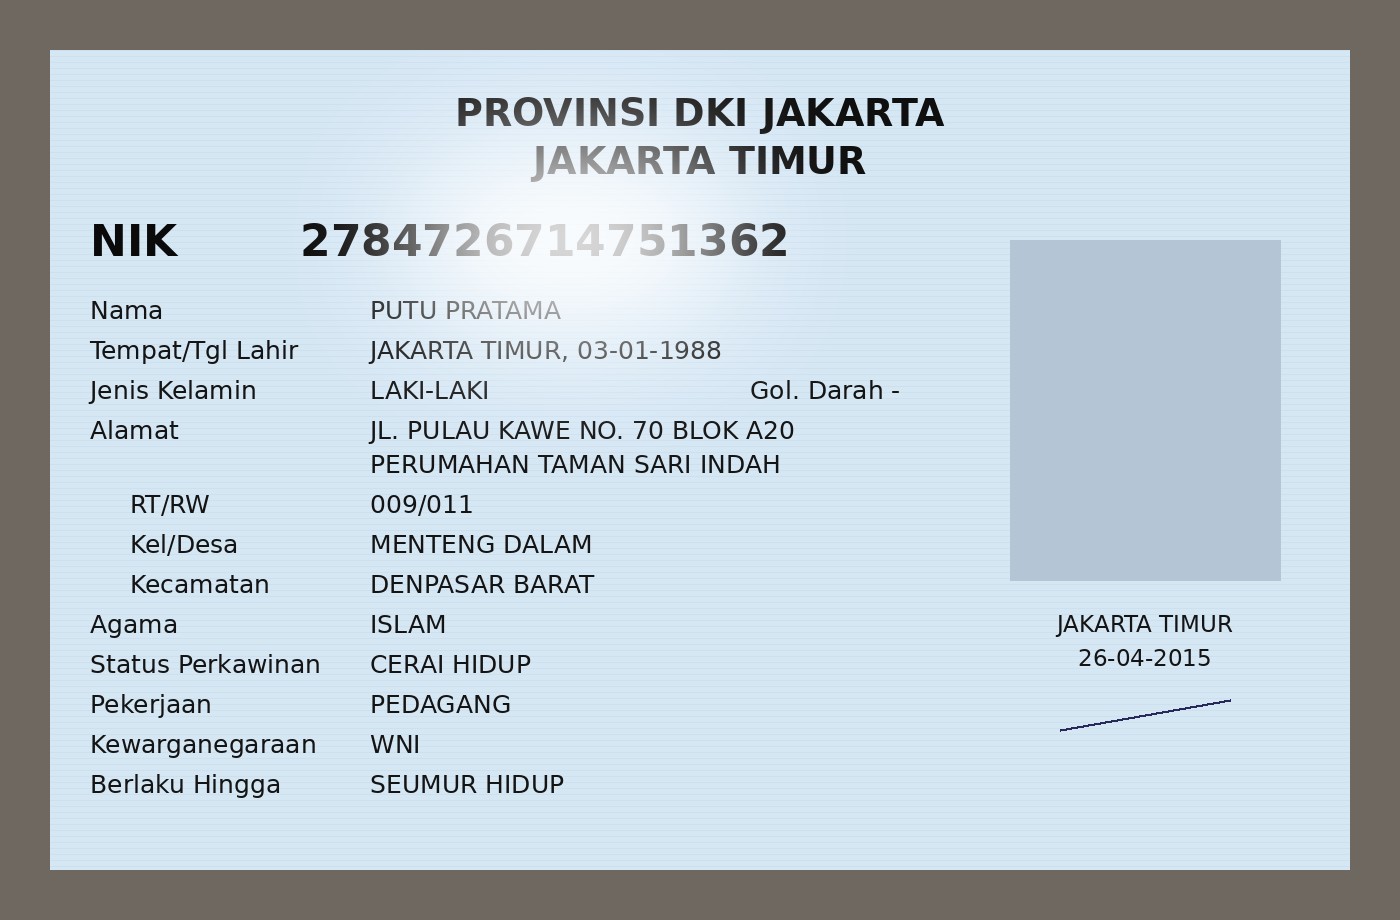 PROVINSI DKI JAKARTA
JAKARTA TIMUR
NIK 2784726714751362
Nama PUTU PRATAMA
Tempat/Tgl Lahir JAKARTA TIMUR, 03-01-1988
Jenis Kelamin LAKI-LAKI Gol. Darah -
Alamat JL. PULAU KAWE NO. 70 BLOK A20
PERUMAHAN TAMAN SARI INDAH
RT/RW 009/011
Kel/Desa MENTENG DALAM
Kecamatan DENPASAR BARAT
Agama ISLAM
Status Perkawinan CERAI HIDUP
Pekerjaan PEDAGANG
Kewarganegaraan WNI
Berlaku Hingga SEUMUR HIDUP
JAKARTA TIMUR
26-04-2015